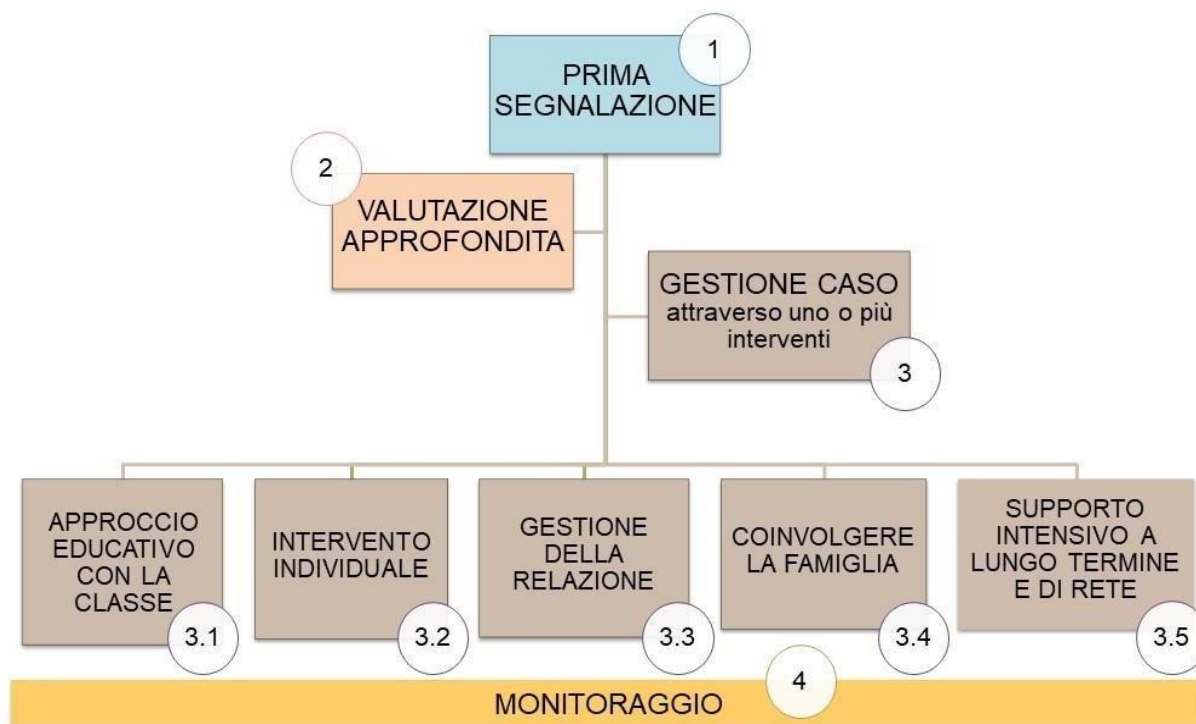 1
PRIMA
SEGNALAZIONE
2
VALUTAZIONE
APPROFONDITA
GESTIONE CASO
attraverso uno o più
interventi
3
APPROCCIO
EDUCATIVO
CON LA
CLASSE
3.1
INTERVENTO
INDIVIDUALE
3.2
GESTIONE
DELLA
RELAZIONE
3.3
COINVOLGERE
LA FAMIGLIA
3.4
SUPPORTO
INTENSIVO A
LUNGO TERMINE
E DI RETE
3.5
4
MONITORAGGIO